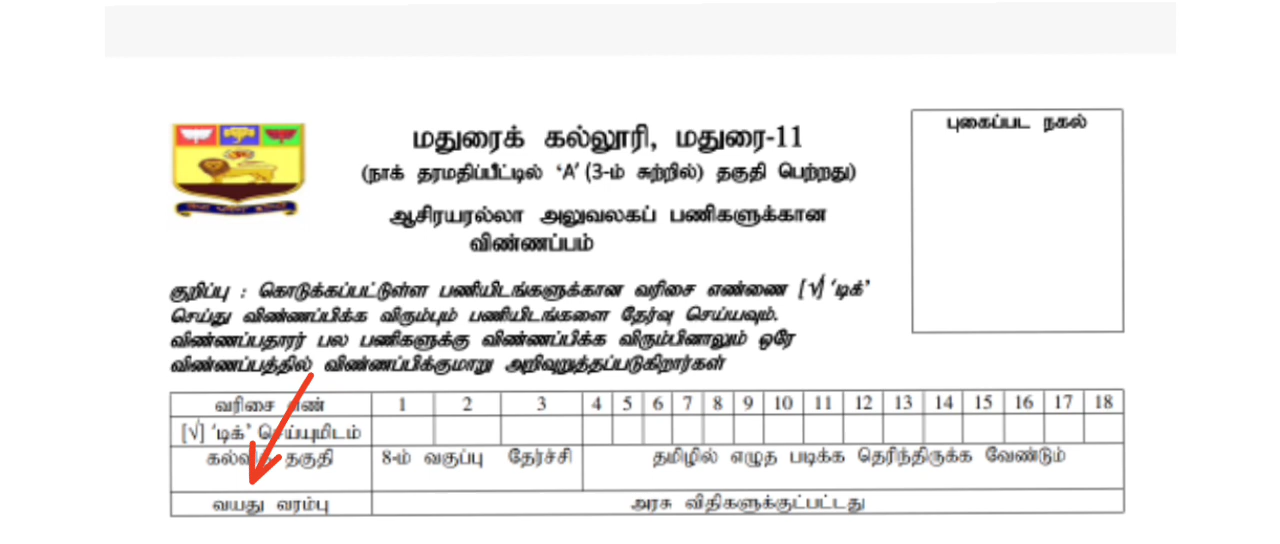 மதுரைக் கல்லூரி, மதுரை-11
(நாக் தரமதிப்பீட்டில் ‘A’ (3-ம் சுற்றில்) தகுதி பெற்றது)
ஆசிரயரல்லா அலுவலகப் பணிகளுக்கான
விண்ணப்பம்
புகைப்பட நகல்
குறிப்பு : கொடுக்கப்பட்டுள்ள பணியிடங்களுக்கான வரிசை எண்ணை [√] ‘டிக்’
செய்து விண்ணப்பிக்க விரும்பும் பணியிடங்களை தேர்வு செய்யவும்.
விண்ணப்பதாரர் பல பணிகளுக்கு விண்ணப்பிக்க விரும்பினாலும் ஒரே
விண்ணப்பத்தில் விண்ணப்பிக்குமாறு அறிவுறுத்தப்படுகிறார்கள்
வரிசை எண் 1 2 3 4 5 6 7 8 9 10 11 12 13 14 15 16 17 18
[√] ‘டிக்’ செய்யுமிடம்
கல்வித் தகுதி 8-ம் வகுப்பு தேர்ச்சி தமிழில் எழுத படிக்க தெரிந்திருக்க வேண்டும்
வயது வரம்பு அரசு விதிகளுக்குட்பட்டது